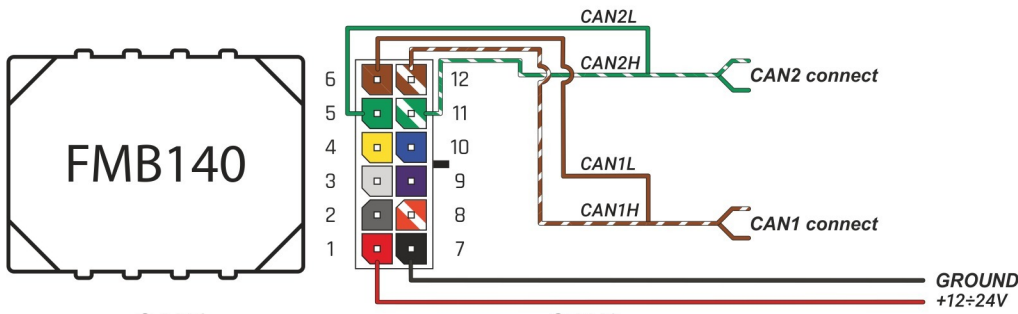 CAN2L
CAN2H
CAN2 connect
FMB140
6
12
5
11
4
10
3
9
2
8
1
7
CAN1L
CAN1H
CAN1 connect
GROUND
+12÷24V